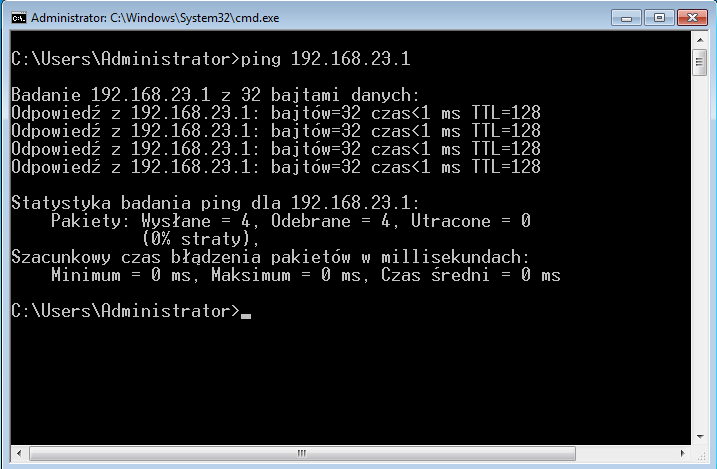 Administrator: C:\Windows\System32\cmd.exe
C:\Users\Administrator>ping 192.168.23.1
Badanie 192.168.23.1 z 32 bajtami danych:
Odpowiedź z 192.168.23.1: bajtów=32 czas<1 ms TTL=128
Odpowiedź z 192.168.23.1: bajtów=32 czas<1 ms TTL=128
Odpowiedź z 192.168.23.1: bajtów=32 czas<1 ms TTL=128
Odpowiedź z 192.168.23.1: bajtów=32 czas<1 ms TTL=128
Statystyka badania ping dla 192.168.23.1:
    Pakiety: Wysłane = 4, Odebrane = 4, Utracone = 0
             (0% straty),
Szacunkowy czas błądzenia pakietów w millisekundach:
    Minimum = 0 ms, Maksimum = 0 ms, Czas średni = 0 ms
C:\Users\Administrator>_